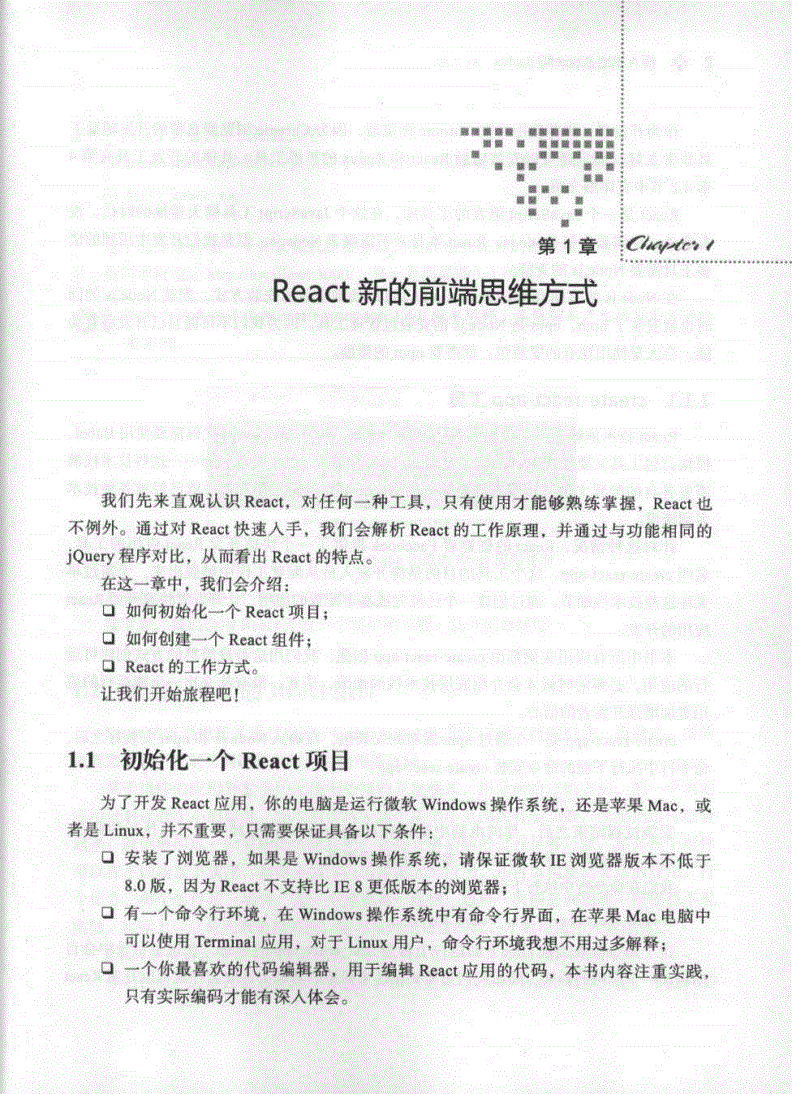 第1章
Chapter 1
React 新的前端思维方式
我们先来直观认识 React，对任何一种工具，只有使用才能够熟练掌握，React 也
不例外。通过对 React 快速入手，我们会解析 React 的工作原理，并通过与功能相同的
jQuery 程序对比，从而看出 React 的特点。
在这一章中，我们会介绍：
❑ 如何初始化一个 React 项目；
❑ 如何创建一个 React 组件；
❑ React 的工作方式。
让我们开始旅程吧！
1.1 初始化一个 React 项目
为了开发 React 应用，你的电脑是运行微软 Windows 操作系统，还是苹果 Mac，或
者是 Linux，并不重要，只需要保证具备以下条件：
❑ 安装了浏览器，如果是 Windows 操作系统，请保证微软 IE 浏览器版本不低于
8.0 版，因为 React 不支持比 IE 8 更低版本的浏览器；
❑ 有一个命令行环境，在 Windows 操作系统中有命令行界面，在苹果 Mac 电脑中
可以使用 Terminal 应用，对于 Linux 用户，命令行环境我想不用过多解释；
❑ 一个你最喜欢的代码编辑器，用于编辑 React 应用的代码，本书内容注重实践，
只有实际编码才能有深入体会。